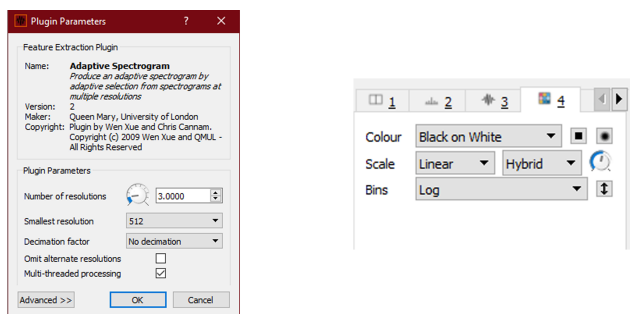 Plugin Parameters ? X
Feature Extraction Plugin
Name: Adaptive Spectrogram
Produce an adaptive spectrogram by
adaptive selection from spectrograms at
multiple resolutions
Version: 2
Maker: Queen Mary, University of London
Copyright: Plugin by Wen Xue and Chris Cannam.
Copyright (c) 2009 Wen Xue and QMUL -
All Rights Reserved
Plugin Parameters
Number of resolutions 3.0000
Smallest resolution 512
Decimation factor No decimation
Omit alternate resolutions
Multi-threaded processing
Advanced >> OK Cancel
1 2 3 4
Colour Black on White
Scale Linear Hybrid
Bins Log